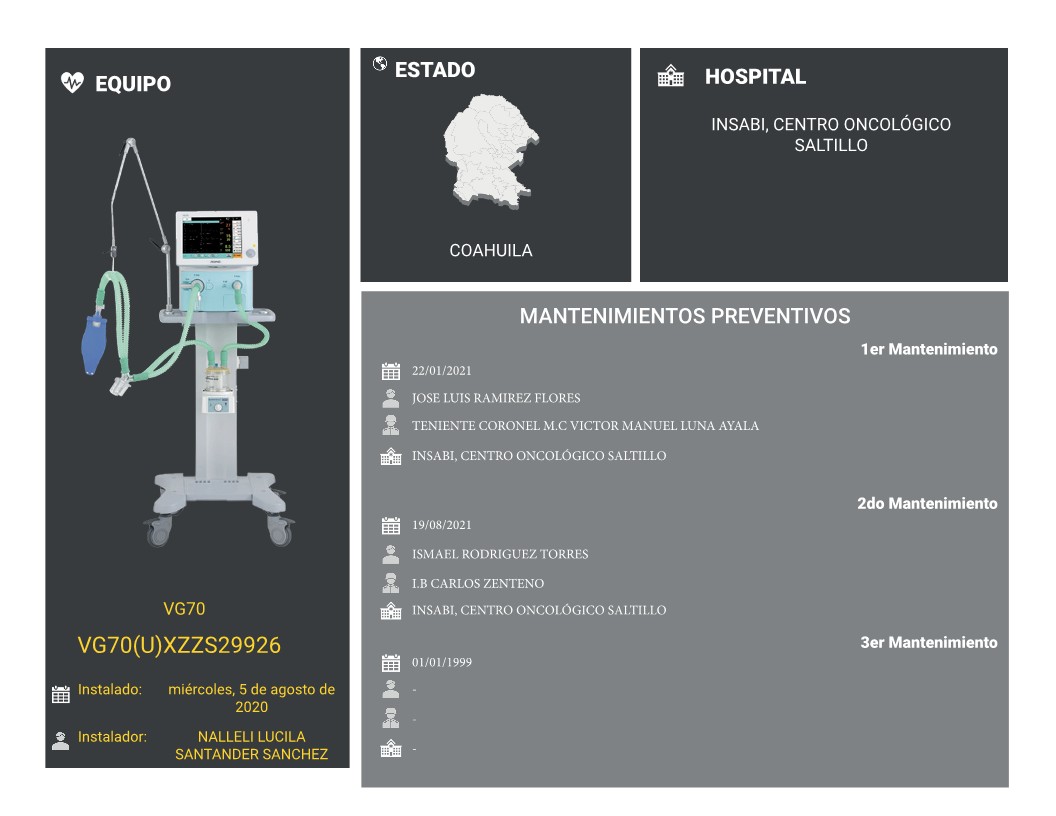 EQUIPO
VG70
VG70(U)XZZS29926
Instalado: miércoles, 5 de agosto de
2020
Instalador: NALLELI LUCILA
SANTANDER SANCHEZ
ESTADO
COAHUILA
HOSPITAL
INSABI, CENTRO ONCOLÓGICO
SALTILLO
MANTENIMIENTOS PREVENTIVOS
1er Mantenimiento
22/01/2021
JOSE LUIS RAMIREZ FLORES
TENIENTE CORONEL M.C VICTOR MANUEL LUNA AYALA
INSABI, CENTRO ONCOLÓGICO SALTILLO
2do Mantenimiento
19/08/2021
ISMAEL RODRIGUEZ TORRES
I.B CARLOS ZENTENO
INSABI, CENTRO ONCOLÓGICO SALTILLO
3er Mantenimiento
01/01/1999
-
-
-